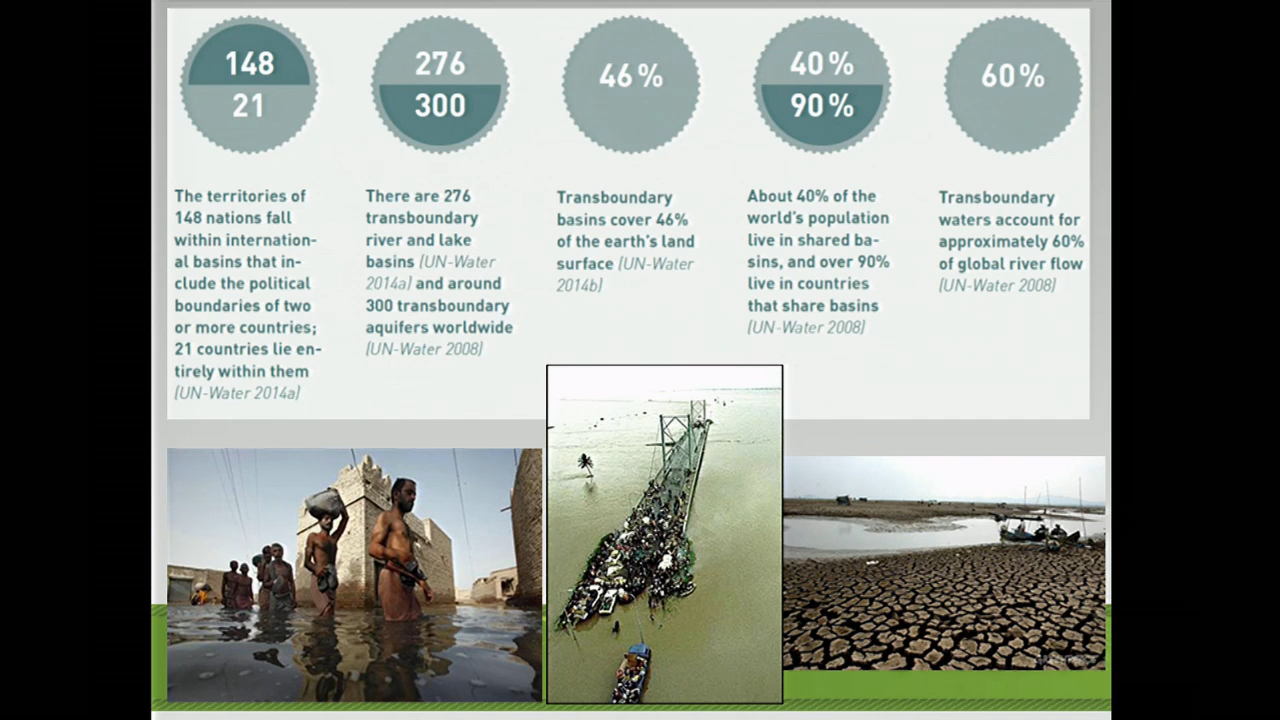 148
21
276
300
46%
40%
90%
60%
The territories of
148 nations fall
within internation-
al basins that in-
clude the political
boundaries of two
or more countries;
21 countries lie en-
tirely within them
(UN-Water 2014a)
There are 276
transboundary
river and lake
basins (UN-Water
2014a) and around
300 transboundary
aquifers worldwide
(UN-Water 2008)
Transboundary
basins cover 46%
of the earth's land
surface (UN-Water
2014b)
About 40% of the
world's population
live in shared ba-
sins, and over 90%
live in countries
that share basins
(UN-Water 2008)
Transboundary
waters account for
approximately 60%
of global river flow
(UN-Water 2008)